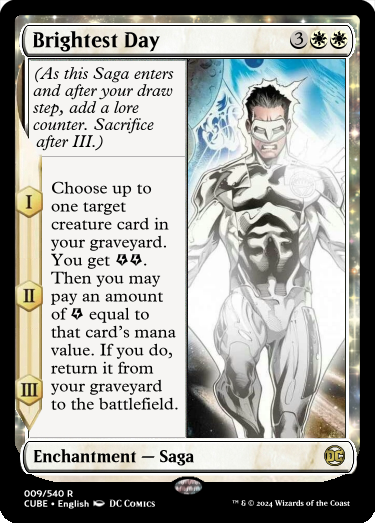 Brightest Day 3
(As this Saga enters
and after your draw
step, add a lore
counter. Sacrifice
after III.)
I
II
III
Choose up to
one target
creature card in
your graveyard.
You get .
Then you may
pay an amount
of equal to
that card's mana
value. If you do,
return it from
your graveyard
to the battlefield.
Enchantment — Saga
DC
009/540 R
CUBE • English DC COMICS
™ & © 2024 Wizards of the Coast